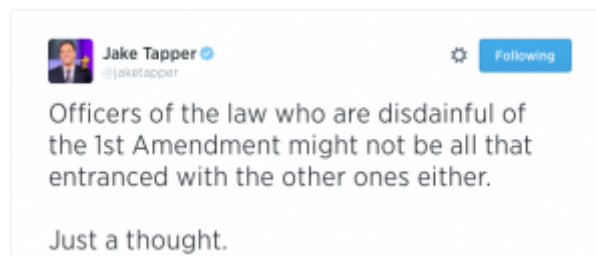 Jake Tapper
@jaketapper
Following
Officers of the law who are disdainful of
the 1st Amendment might not be all that
entranced with the other ones either.
Just a thought.